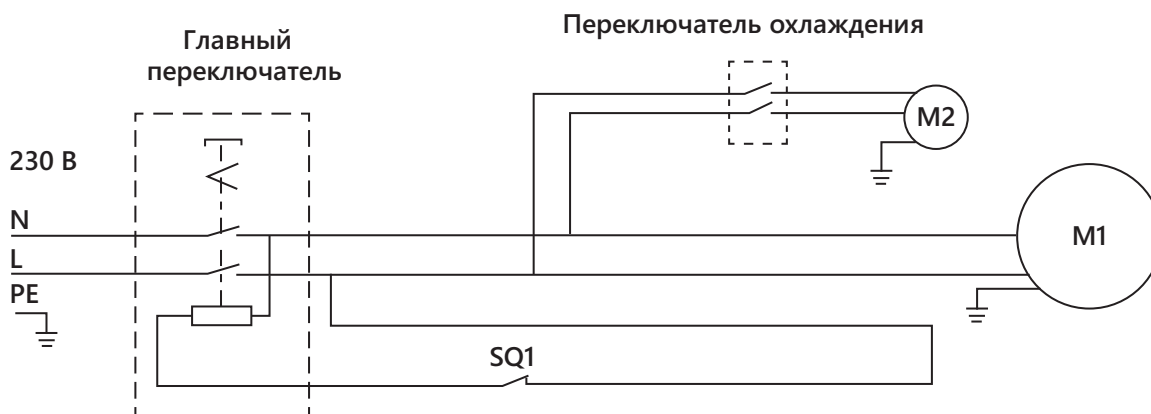 Главный
переключатель
Переключатель охлаждения
M2
230 В
N
L
PE
M1
SQ1